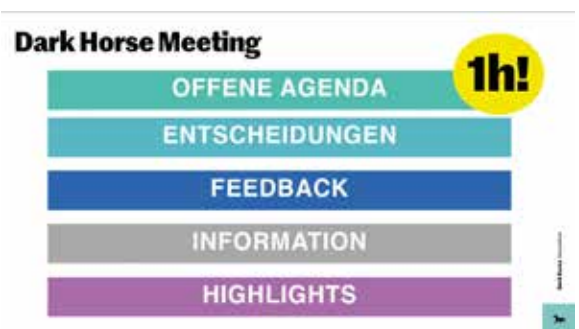 Dark Horse Meeting
1h!
OFFENE AGENDA
ENTSCHEIDUNGEN
FEEDBACK
INFORMATION
HIGHLIGHTS